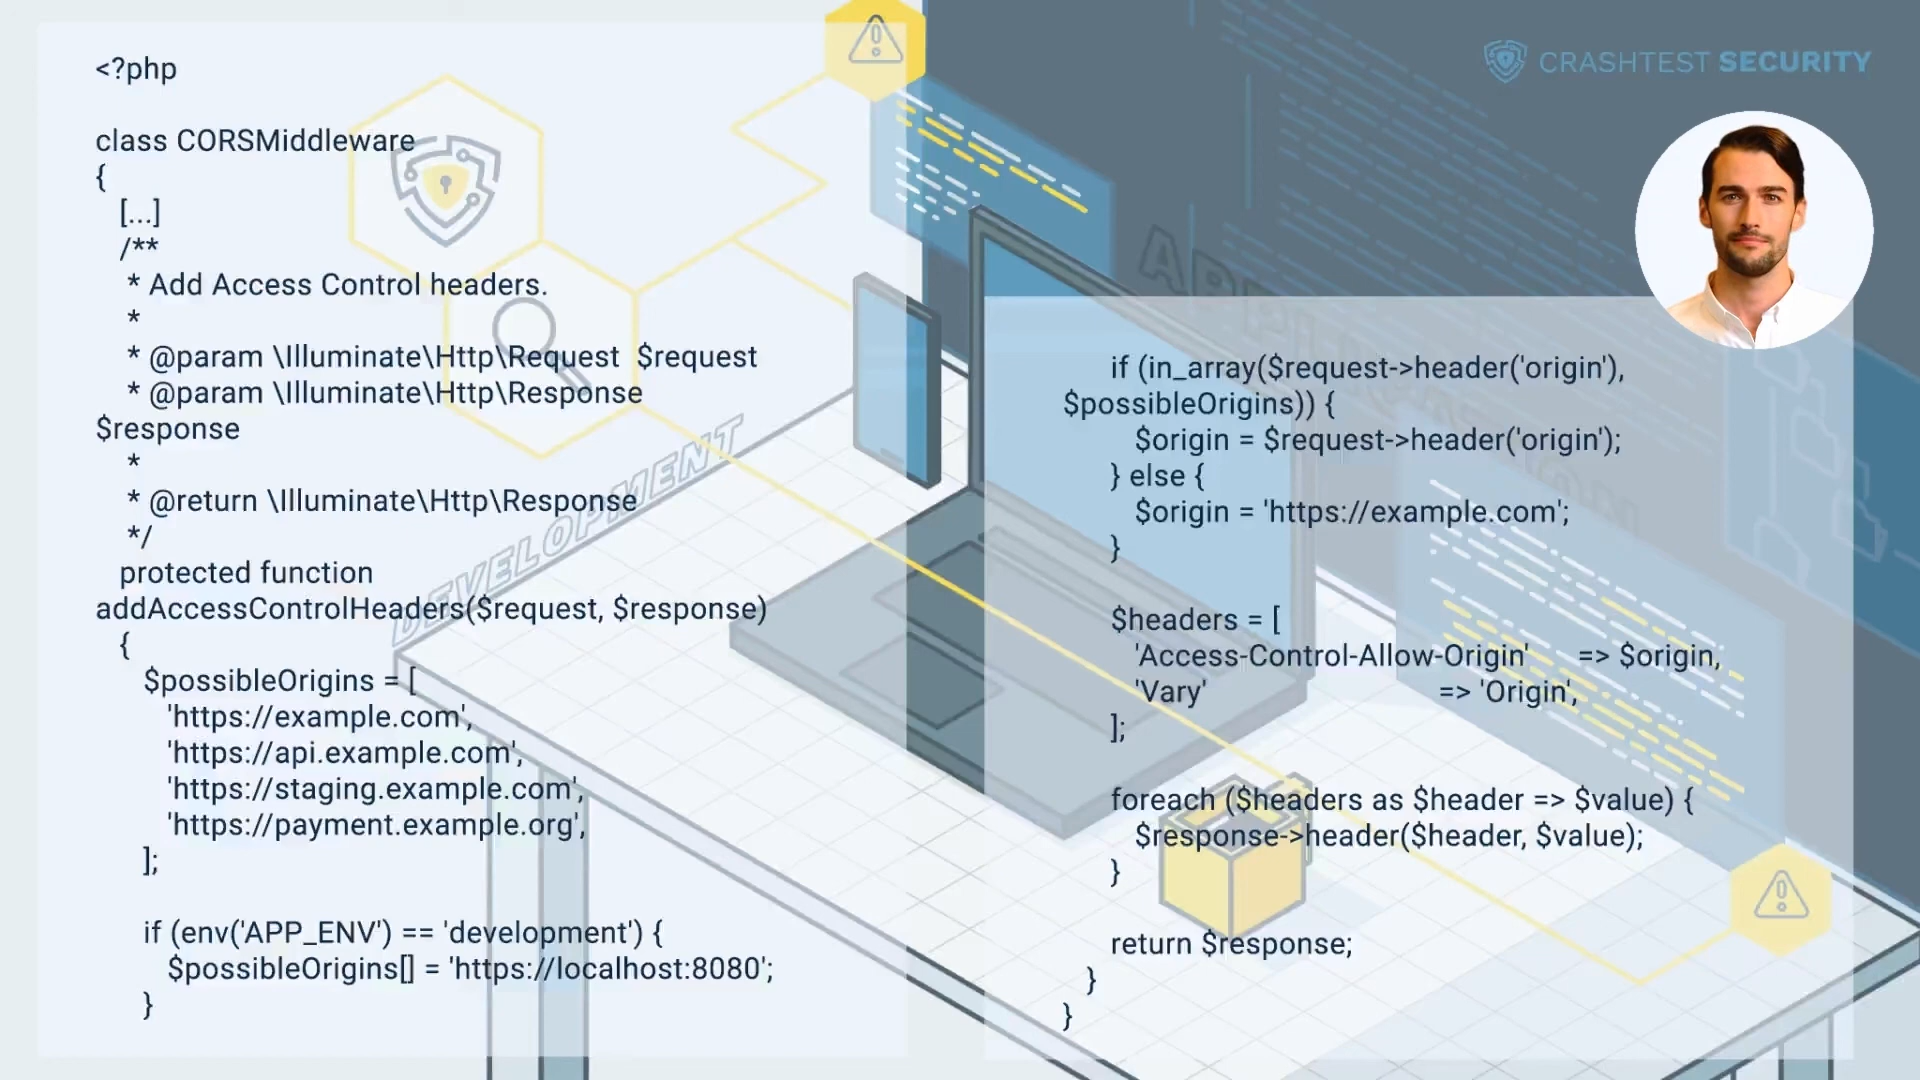 <?php
class CORSMiddleware
{
[...]
/**
* Add Access Control headers.
*
* @param \Illuminate\Http\Request $request
* @param \Illuminate\Http\Response
$response
*
* @return \Illuminate\Http\Response
*/
protected function
addAccessControlHeaders($request, $response)
{
$possibleOrigins = [
'https://example.com',
'https://api.example.com',
'https://staging.example.com',
'https://payment.example.org',
];
if (env('APP_ENV') == 'development') {
$possibleOrigins[] = 'https://localhost:8080';
}
DEVELOPMENT
CRASHTEST SECURITY
APPLICATION
if (in_array($request->header('origin'),
$possibleOrigins)) {
$origin = $request->header('origin');
} else {
$origin = 'https://example.com';
}
$headers = [
'Access-Control-Allow-Origin' => $origin,
'Vary' => 'Origin',
];
foreach ($headers as $header => $value) {
$response->header($header, $value);
}
return $response;
}
}